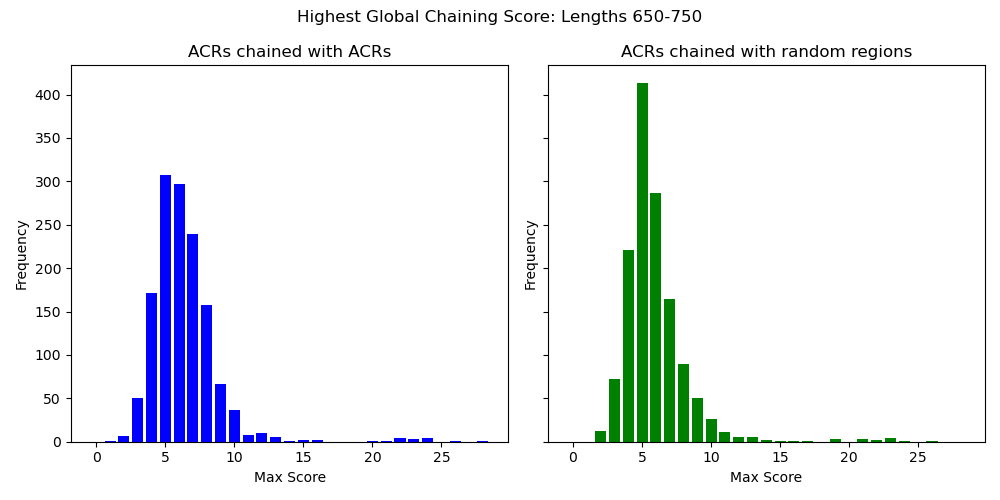 Highest Global Chaining Score: Lengths 650-750
ACRs chained with ACRs
ACRs chained with random regions
400
350
300
250
200
150
100
50
0
Frequency
Frequency
0 5 10 15 20 25
0 5 10 15 20 25
Max Score
Max Score